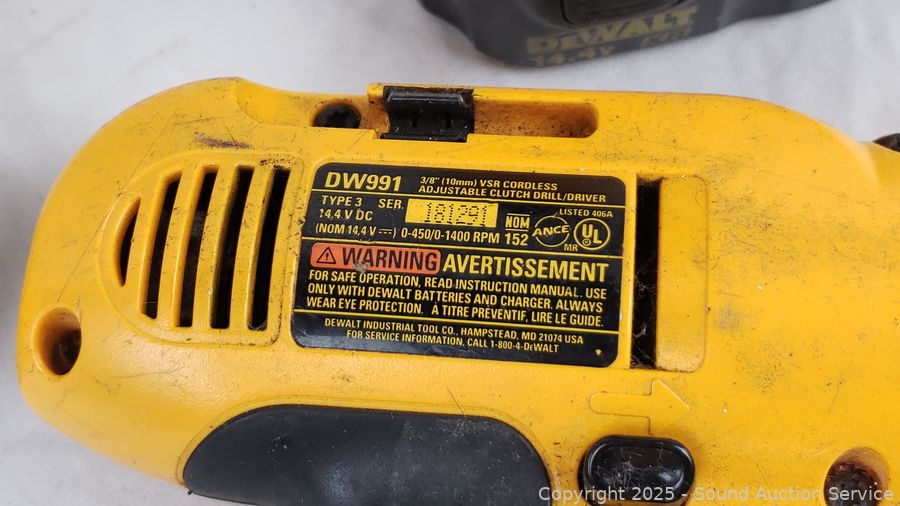 DEWALT
14.4V
DW991 3/8" (10mm) VSR CORDLESS
ADJUSTABLE CLUTCH DRILL/DRIVER
TYPE 3 SER. 181291 NOM LISTED 406A
14.4 V DC
(NOM 14,4 V ⎓) 0-450/0-1400 RPM 152 ANCE MR UL
⚠ WARNING AVERTISSEMENT
FOR SAFE OPERATION, READ INSTRUCTION MANUAL. USE
ONLY WITH DEWALT BATTERIES AND CHARGER. ALWAYS
WEAR EYE PROTECTION. À TITRE PRÉVENTIF, LIRE LE GUIDE.
DEWALT INDUSTRIAL TOOL CO., HAMPSTEAD, MD 21074 USA
FOR SERVICE INFORMATION, CALL 1-800-4-DEWALT
Copyright 2025 - Sound Auction Service